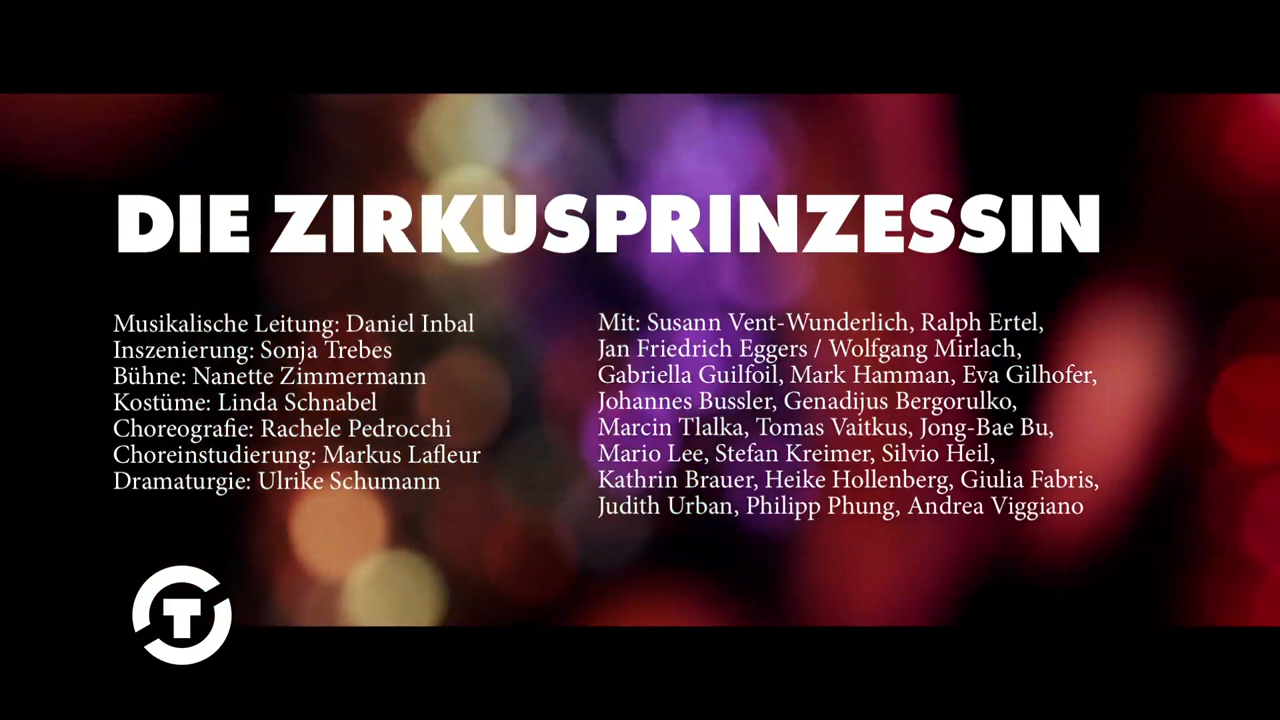 DIE ZIRKUSPRINZESSIN
Musikalische Leitung: Daniel Inbal
Inszenierung: Sonja Trebes
Bühne: Nanette Zimmermann
Kostüme: Linda Schnabel
Choreografie: Rachele Pedrocchi
Choreinstudierung: Markus Lafleur
Dramaturgie: Ulrike Schumann
Mit: Susann Vent-Wunderlich, Ralph Ertel,
Jan Friedrich Eggers / Wolfgang Mirlach,
Gabriella Guilfoil, Mark Hamman, Eva Gilhofer,
Johannes Bussler, Genadijus Bergorulko,
Marcin Tlalka, Tomas Vaitkus, Jong-Bae Bu,
Mario Lee, Stefan Kreimer, Silvio Heil,
Kathrin Brauer, Heike Hollenberg, Giulia Fabris,
Judith Urban, Philipp Phung, Andrea Viggiano
T